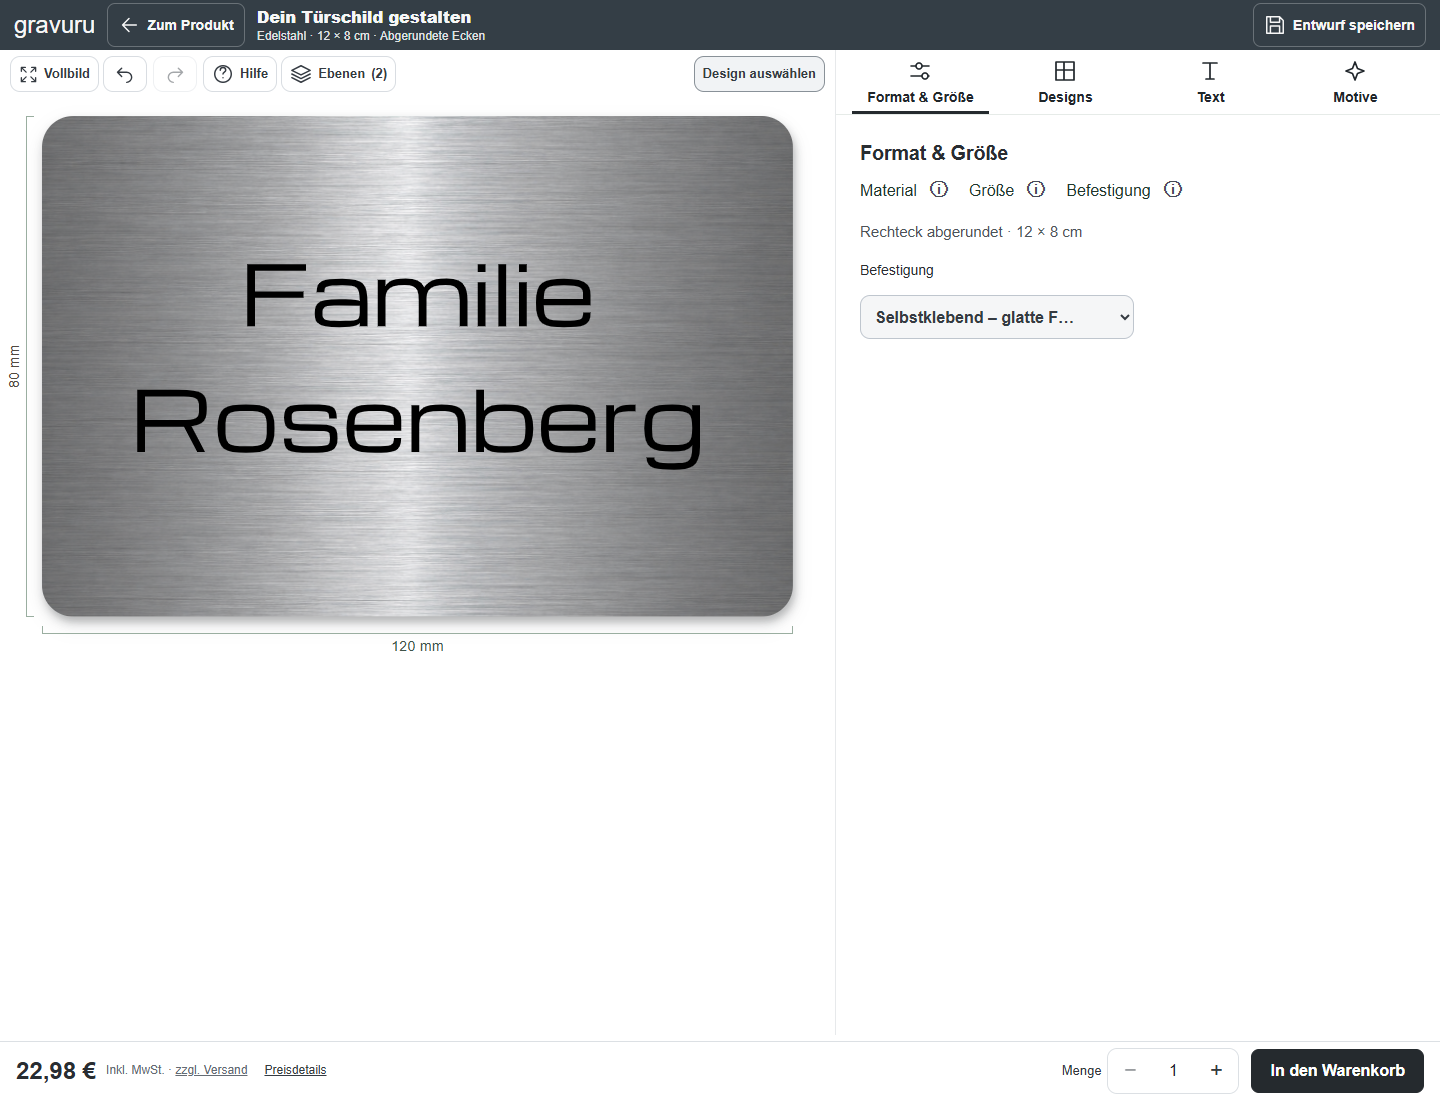 gravuru
Zum Produkt
Dein Türschild gestalten
Edelstahl · 12 × 8 cm · Abgerundete Ecken
Entwurf speichern
Vollbild
Hilfe
Ebenen (2)
Design auswählen
Format & Größe
Designs
Text
Motive
Format & Größe
Material
Größe
Befestigung
Rechteck abgerundet · 12 × 8 cm
Befestigung
Selbstklebend – glatte F…
Familie
Rosenberg
80 mm
120 mm
22,98 €
Inkl. MwSt. · zzgl. Versand
Preisdetails
Menge
− 1 +
In den Warenkorb